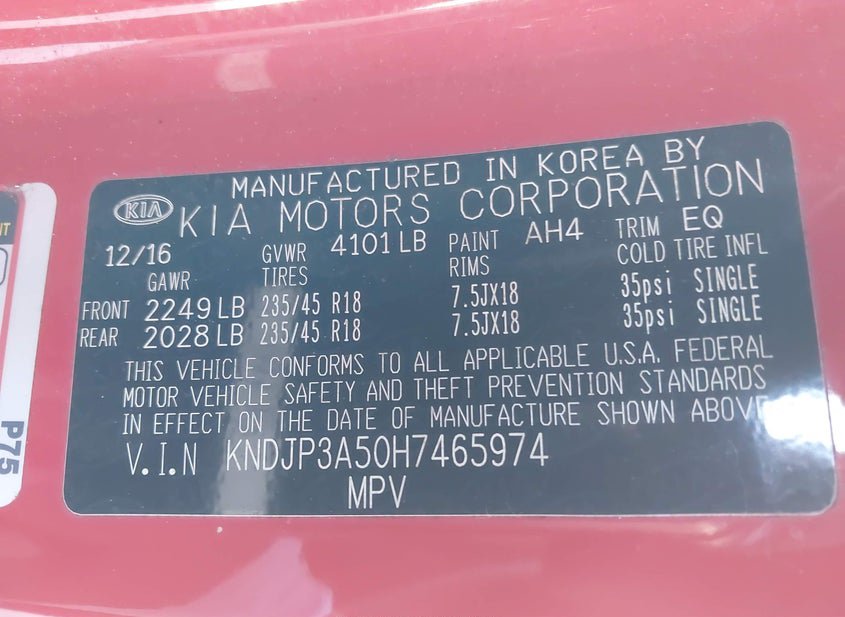 MANUFACTURED IN KOREA BY
KIA KIA MOTORS CORPORATION
12/16 GVWR 4101 LB PAINT AH4 TRIM EQ
GAWR TIRES RIMS COLD TIRE INFL
FRONT 2249 LB 235/45 R18 7.5JX18 35psi SINGLE
REAR 2028 LB 235/45 R18 7.5JX18 35psi SINGLE
THIS VEHICLE CONFORMS TO ALL APPLICABLE U.S.A. FEDERAL
MOTOR VEHICLE SAFETY AND THEFT PREVENTION STANDARDS
IN EFFECT ON THE DATE OF MANUFACTURE SHOWN ABOVE
V.I.N KNDJP3A50H7465974
MPV
P75